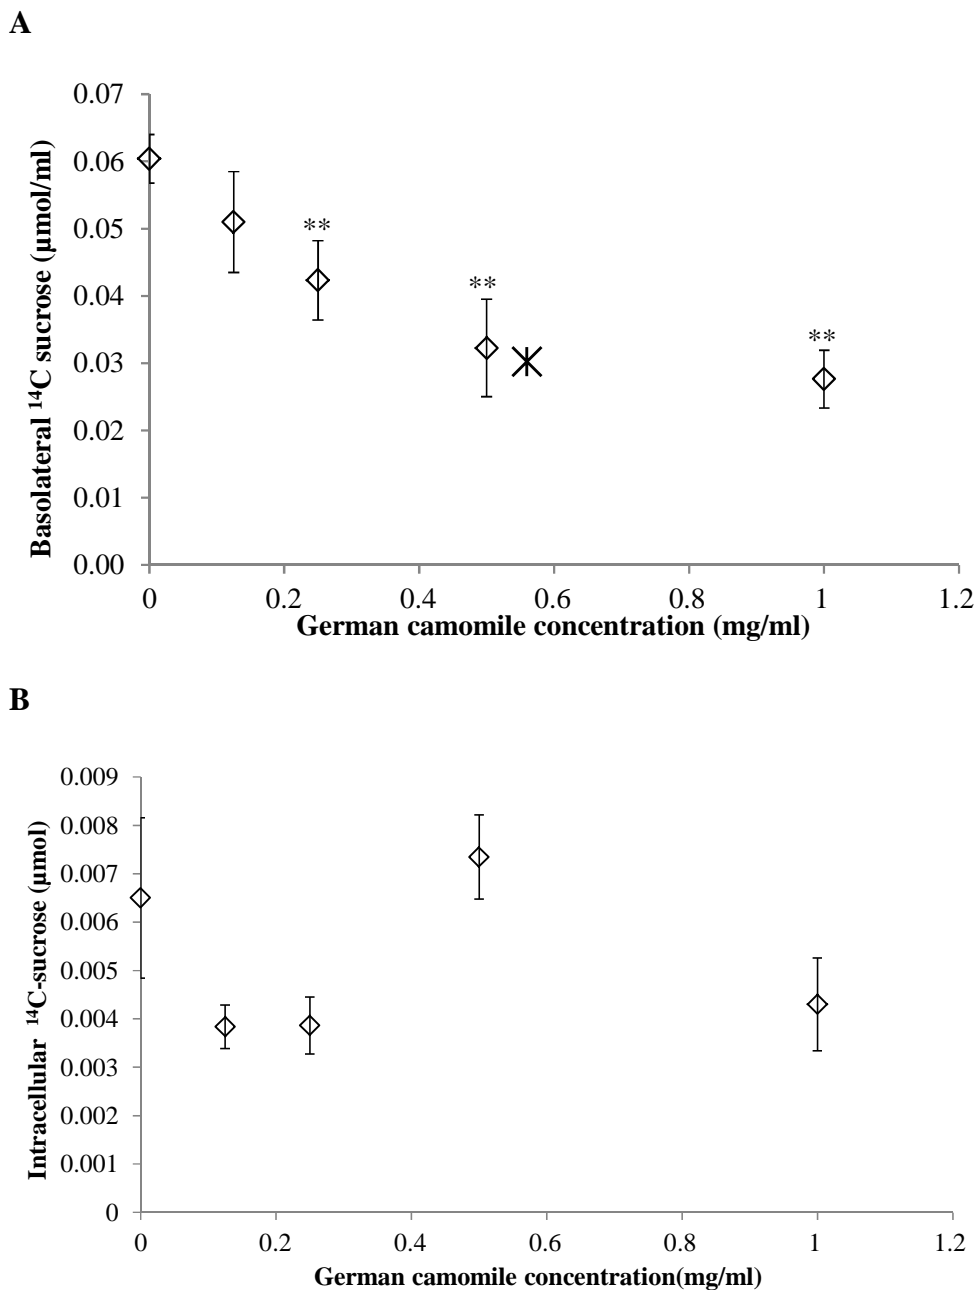 A
Basolateral ¹⁴C sucrose (µmol/ml)
0.07
0.06
0.05
0.04
0.03
0.02
0.01
0.00
**
**
**
0 0.2 0.4 0.6 0.8 1 1.2
German camomile concentration (mg/ml)
B
Intracellular ¹⁴C-sucrose (µmol)
0.009
0.008
0.007
0.006
0.005
0.004
0.003
0.002
0.001
0
0 0.2 0.4 0.6 0.8 1 1.2
German camomile concentration(mg/ml)